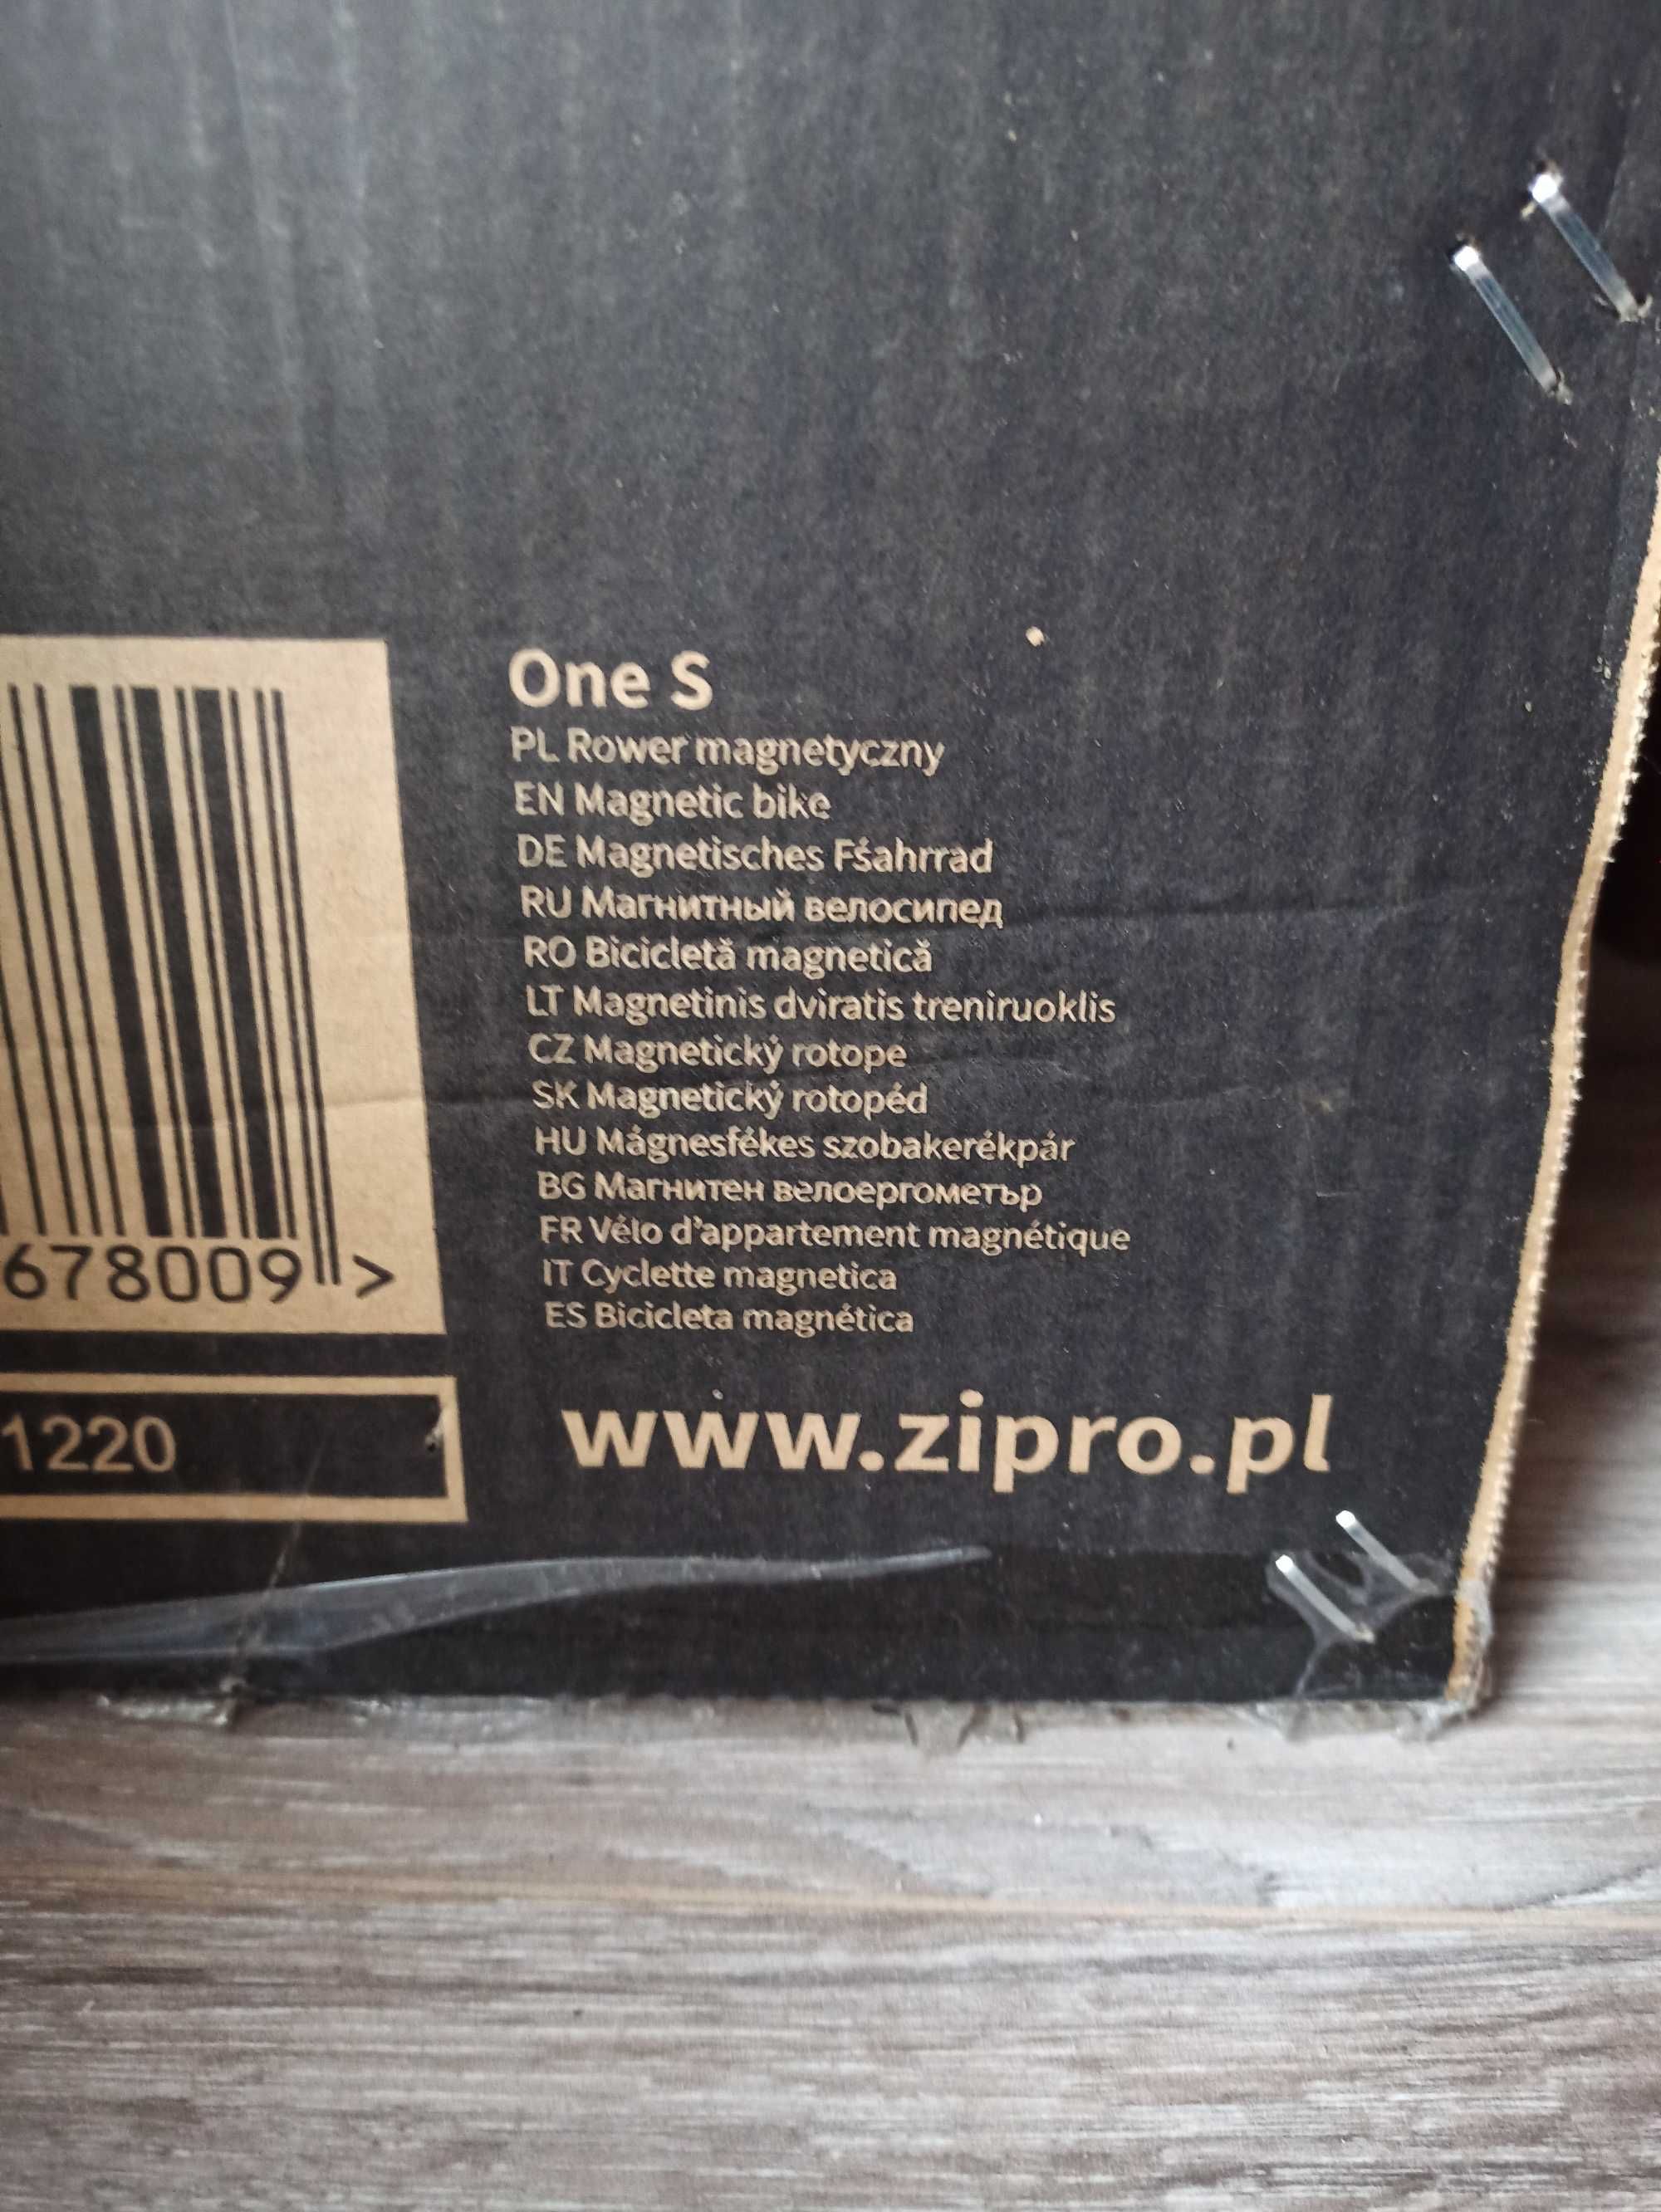 One S
PL Rower magnetyczny
EN Magnetic bike
DE Magnetisches Fśahrrad
RU Магнитный велосипед
RO Bicicletă magnetică
LT Magnetinis dviratis treniruoklis
CZ Magnetický rotope
SK Magnetický rotopéd
HU Mágnesfékes szobakerékpár
BG Магнитен велоергометър
FR Vélo d'appartement magnétique
IT Cyclette magnetica
ES Bicicleta magnética
678009 >
1220
www.zipro.pl